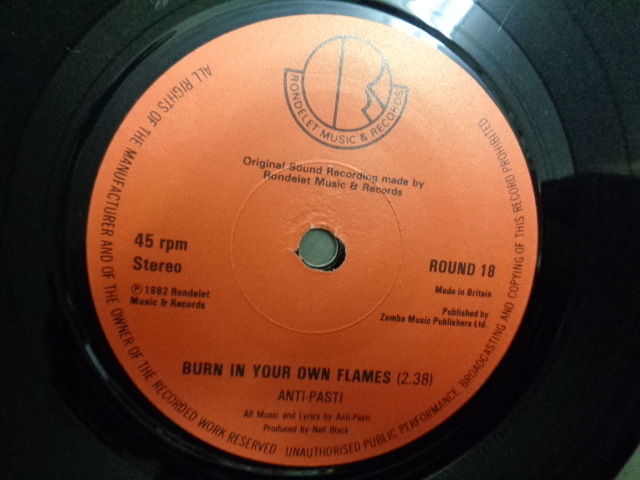 RONDELET MUSIC & RECORDS
Original Sound Recording made by
Rondelet Music & Records
45 rpm
Stereo
ROUND 18
℗ 1982 Rondelet
Music & Records
Made in Britain
Published by
Zomba Music Publishers Ltd.
BURN IN YOUR OWN FLAMES (2.38)
ANTI-PASTI
All Music and Lyrics by Anti-Pasti
Produced by Neil Black
ALL RIGHTS OF THE MANUFACTURER AND OF THE OWNER OF THE RECORDED WORK RESERVED UNAUTHORISED PUBLIC PERFORMANCE, BROADCASTING AND COPYING OF THIS RECORD PROHIBITED